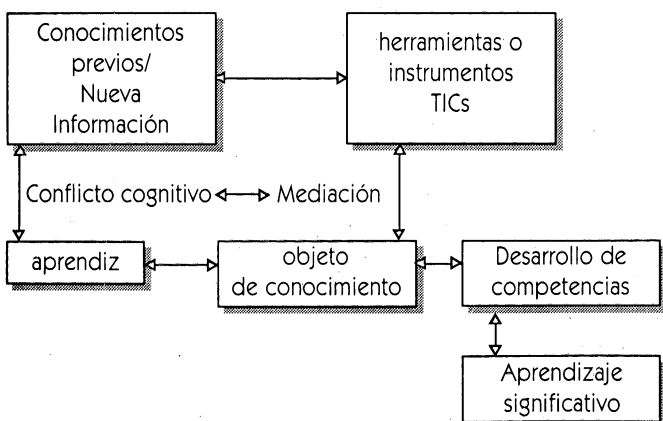 Conocimientos
previos/
Nueva
Información
herramientas o
instrumentos
TICs
Conflicto cognitivo
Mediación
aprendiz
objeto
de conocimiento
Desarrollo de
competencias
Aprendizaje
significativo